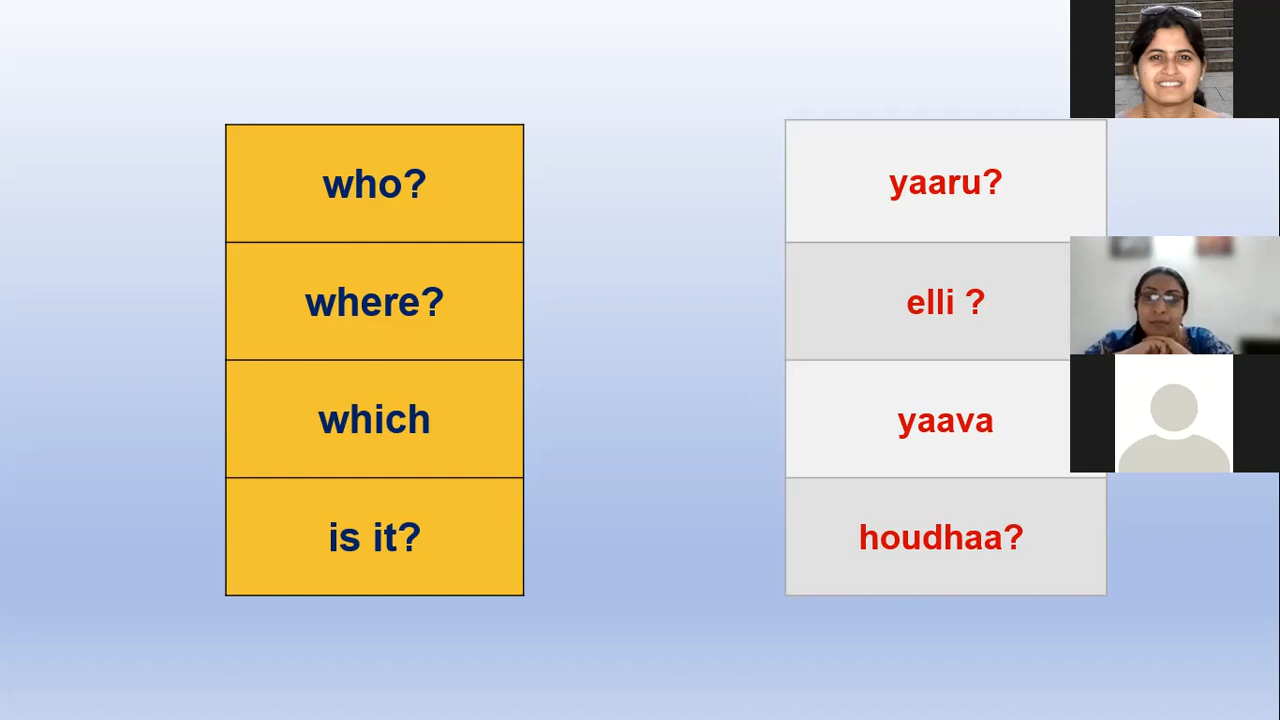 who?
yaaru?
where?
elli ?
which
yaava
is it?
houdhaa?